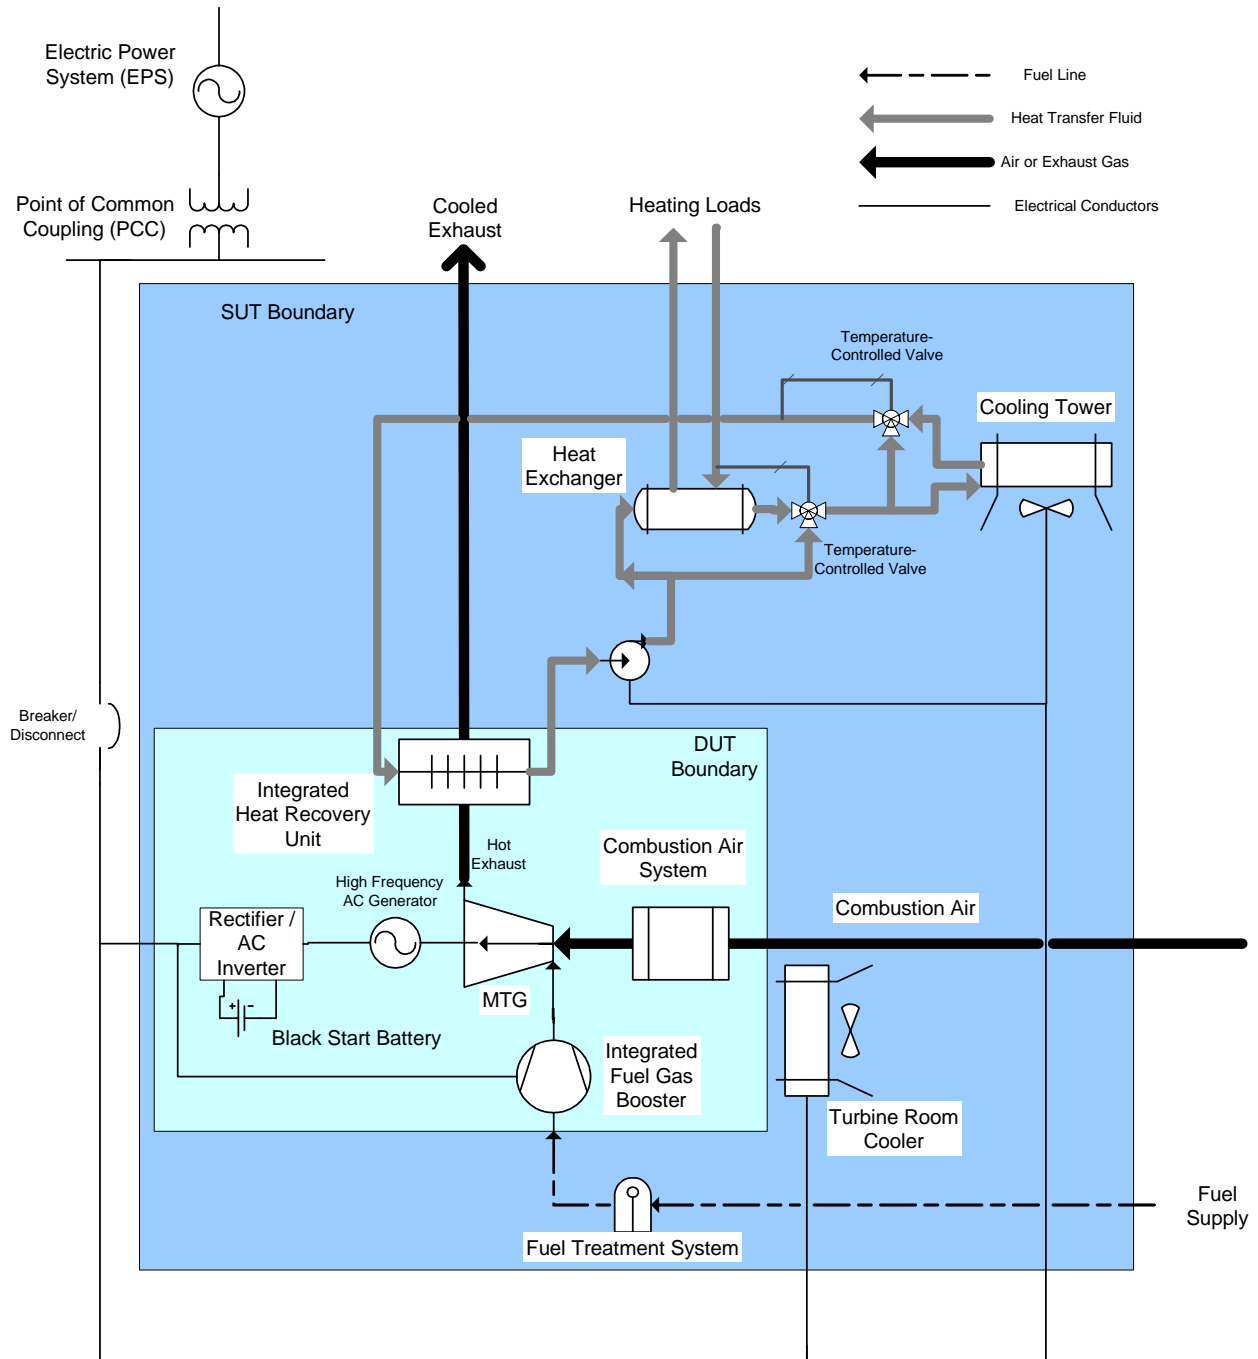 Electric Power
System (EPS)
Fuel Line
Heat Transfer Fluid
Air or Exhaust Gas
Electrical Conductors
Point of Common
Coupling (PCC)
Cooled
Exhaust
Heating Loads
SUT Boundary
Temperature-
Controlled Valve
Cooling Tower
Heat
Exchanger
Temperature-
Controlled Valve
Breaker/
Disconnect
DUT
Boundary
Integrated
Heat Recovery
Unit
Hot
Exhaust
Combustion Air
System
High Frequency
AC Generator
Combustion Air
Rectifier /
AC
Inverter
MTG
+ -
Black Start Battery
Integrated
Fuel Gas
Booster
Turbine Room
Cooler
Fuel
Supply
Fuel Treatment System